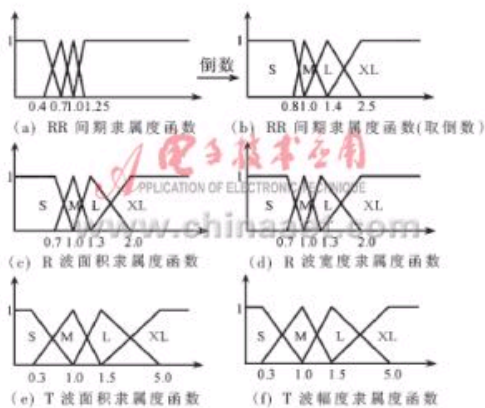 1
1
倒数
S
M
L
XL
0.4 0.71.01.25
0.81.0 1.4 2.5
(a) RR 间期隶属度函数
(b) RR 间期隶属度函数(取倒数)
电子技术应用
APPLICATION OF ELECTRONIC TECHNIQUE
www.chinaaet.com
1
S
M
L
XL
1
S
M
L
XL
0.7 1.0 1.3 2.0
0.7 1.0 1.3 2.0
(c) R 波面积隶属度函数
(d) R 波宽度隶属度函数
1
S
M
L
XL
1
S
M
L
XL
0.3 1.0 1.5 5.0
0.3 1.0 1.5 5.0
(e) T 波面积隶属度函数
(f) T 波幅度隶属度函数